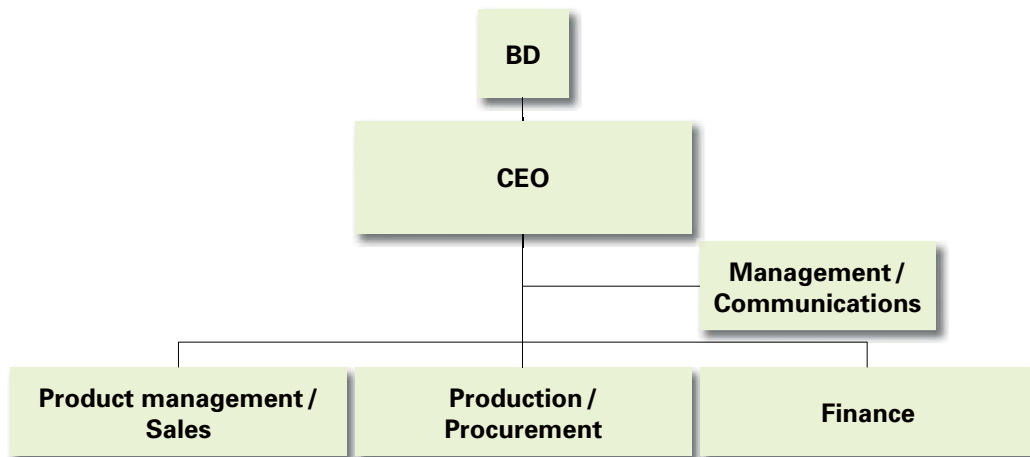 BD
CEO
Management /
Communications
Product management /
Sales
Production /
Procurement
Finance